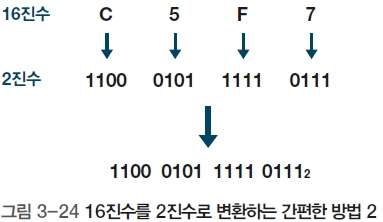 16진수 C 5 F 7
2진수 1100 0101 1111 0111
1100 0101 1111 0111₂
그림 3-24 16진수를 2진수로 변환하는 간편한 방법 2